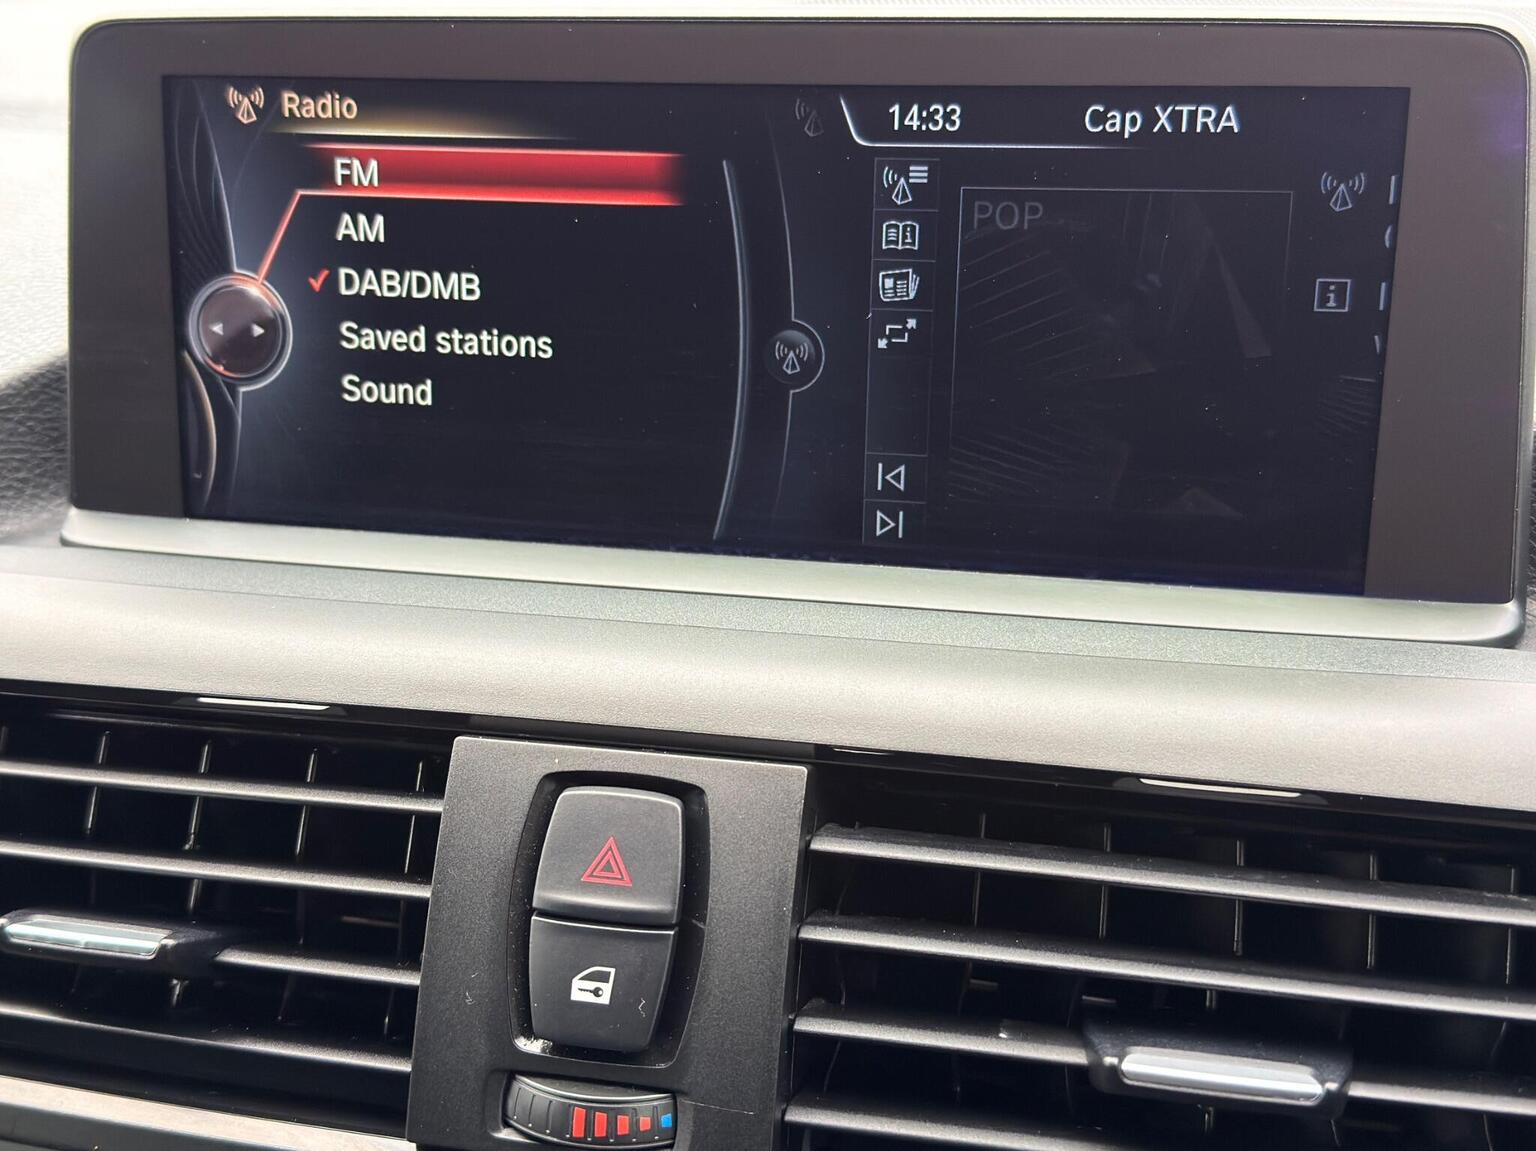 Radio
FM
AM
DAB/DMB
Saved stations
Sound
14:33
Cap XTRA
POP